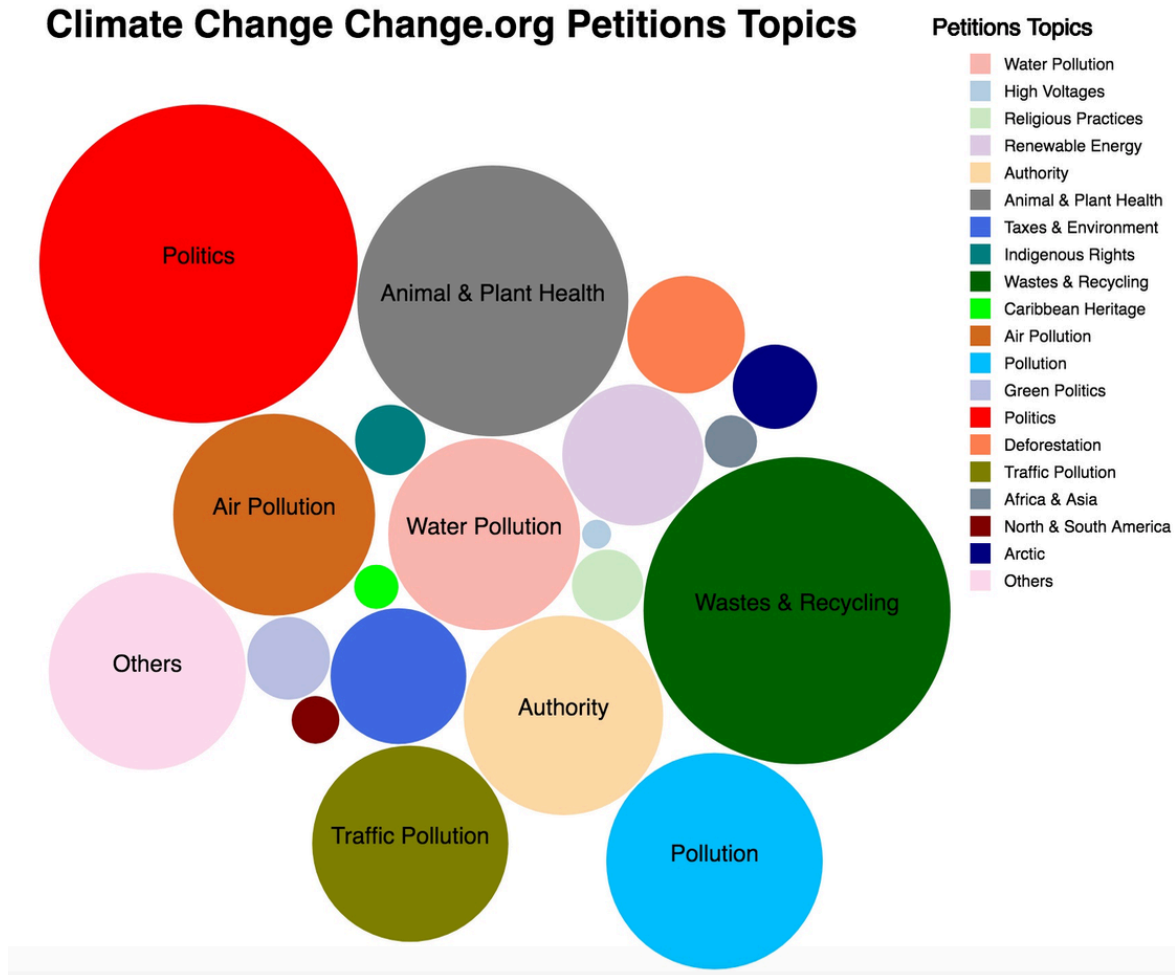 Climate Change Change.org Petitions Topics
Petitions Topics
Water Pollution
High Voltages
Religious Practices
Renewable Energy
Authority
Animal & Plant Health
Taxes & Environment
Indigenous Rights
Wastes & Recycling
Caribbean Heritage
Air Pollution
Pollution
Green Politics
Politics
Deforestation
Traffic Pollution
Africa & Asia
North & South America
Arctic
Others
Politics
Animal & Plant Health
Air Pollution
Water Pollution
Wastes & Recycling
Others
Authority
Traffic Pollution
Pollution